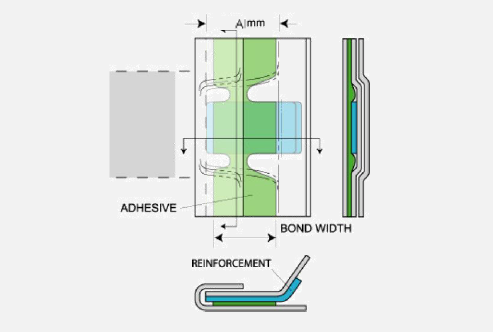 A|mm
ADHESIVE
BOND WIDTH
REINFORCEMENT